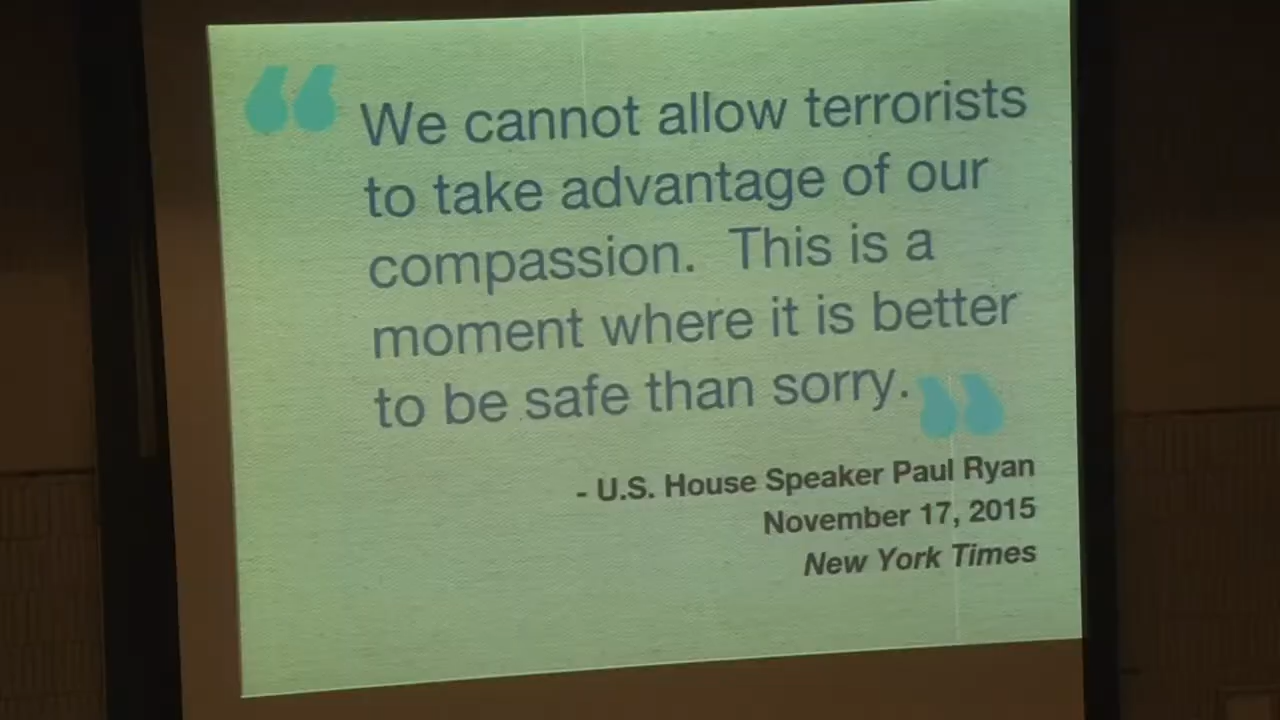 “ We cannot allow terrorists
to take advantage of our
compassion.  This is a
moment where it is better
to be safe than sorry. ”
- U.S. House Speaker Paul Ryan
November 17, 2015
New York Times